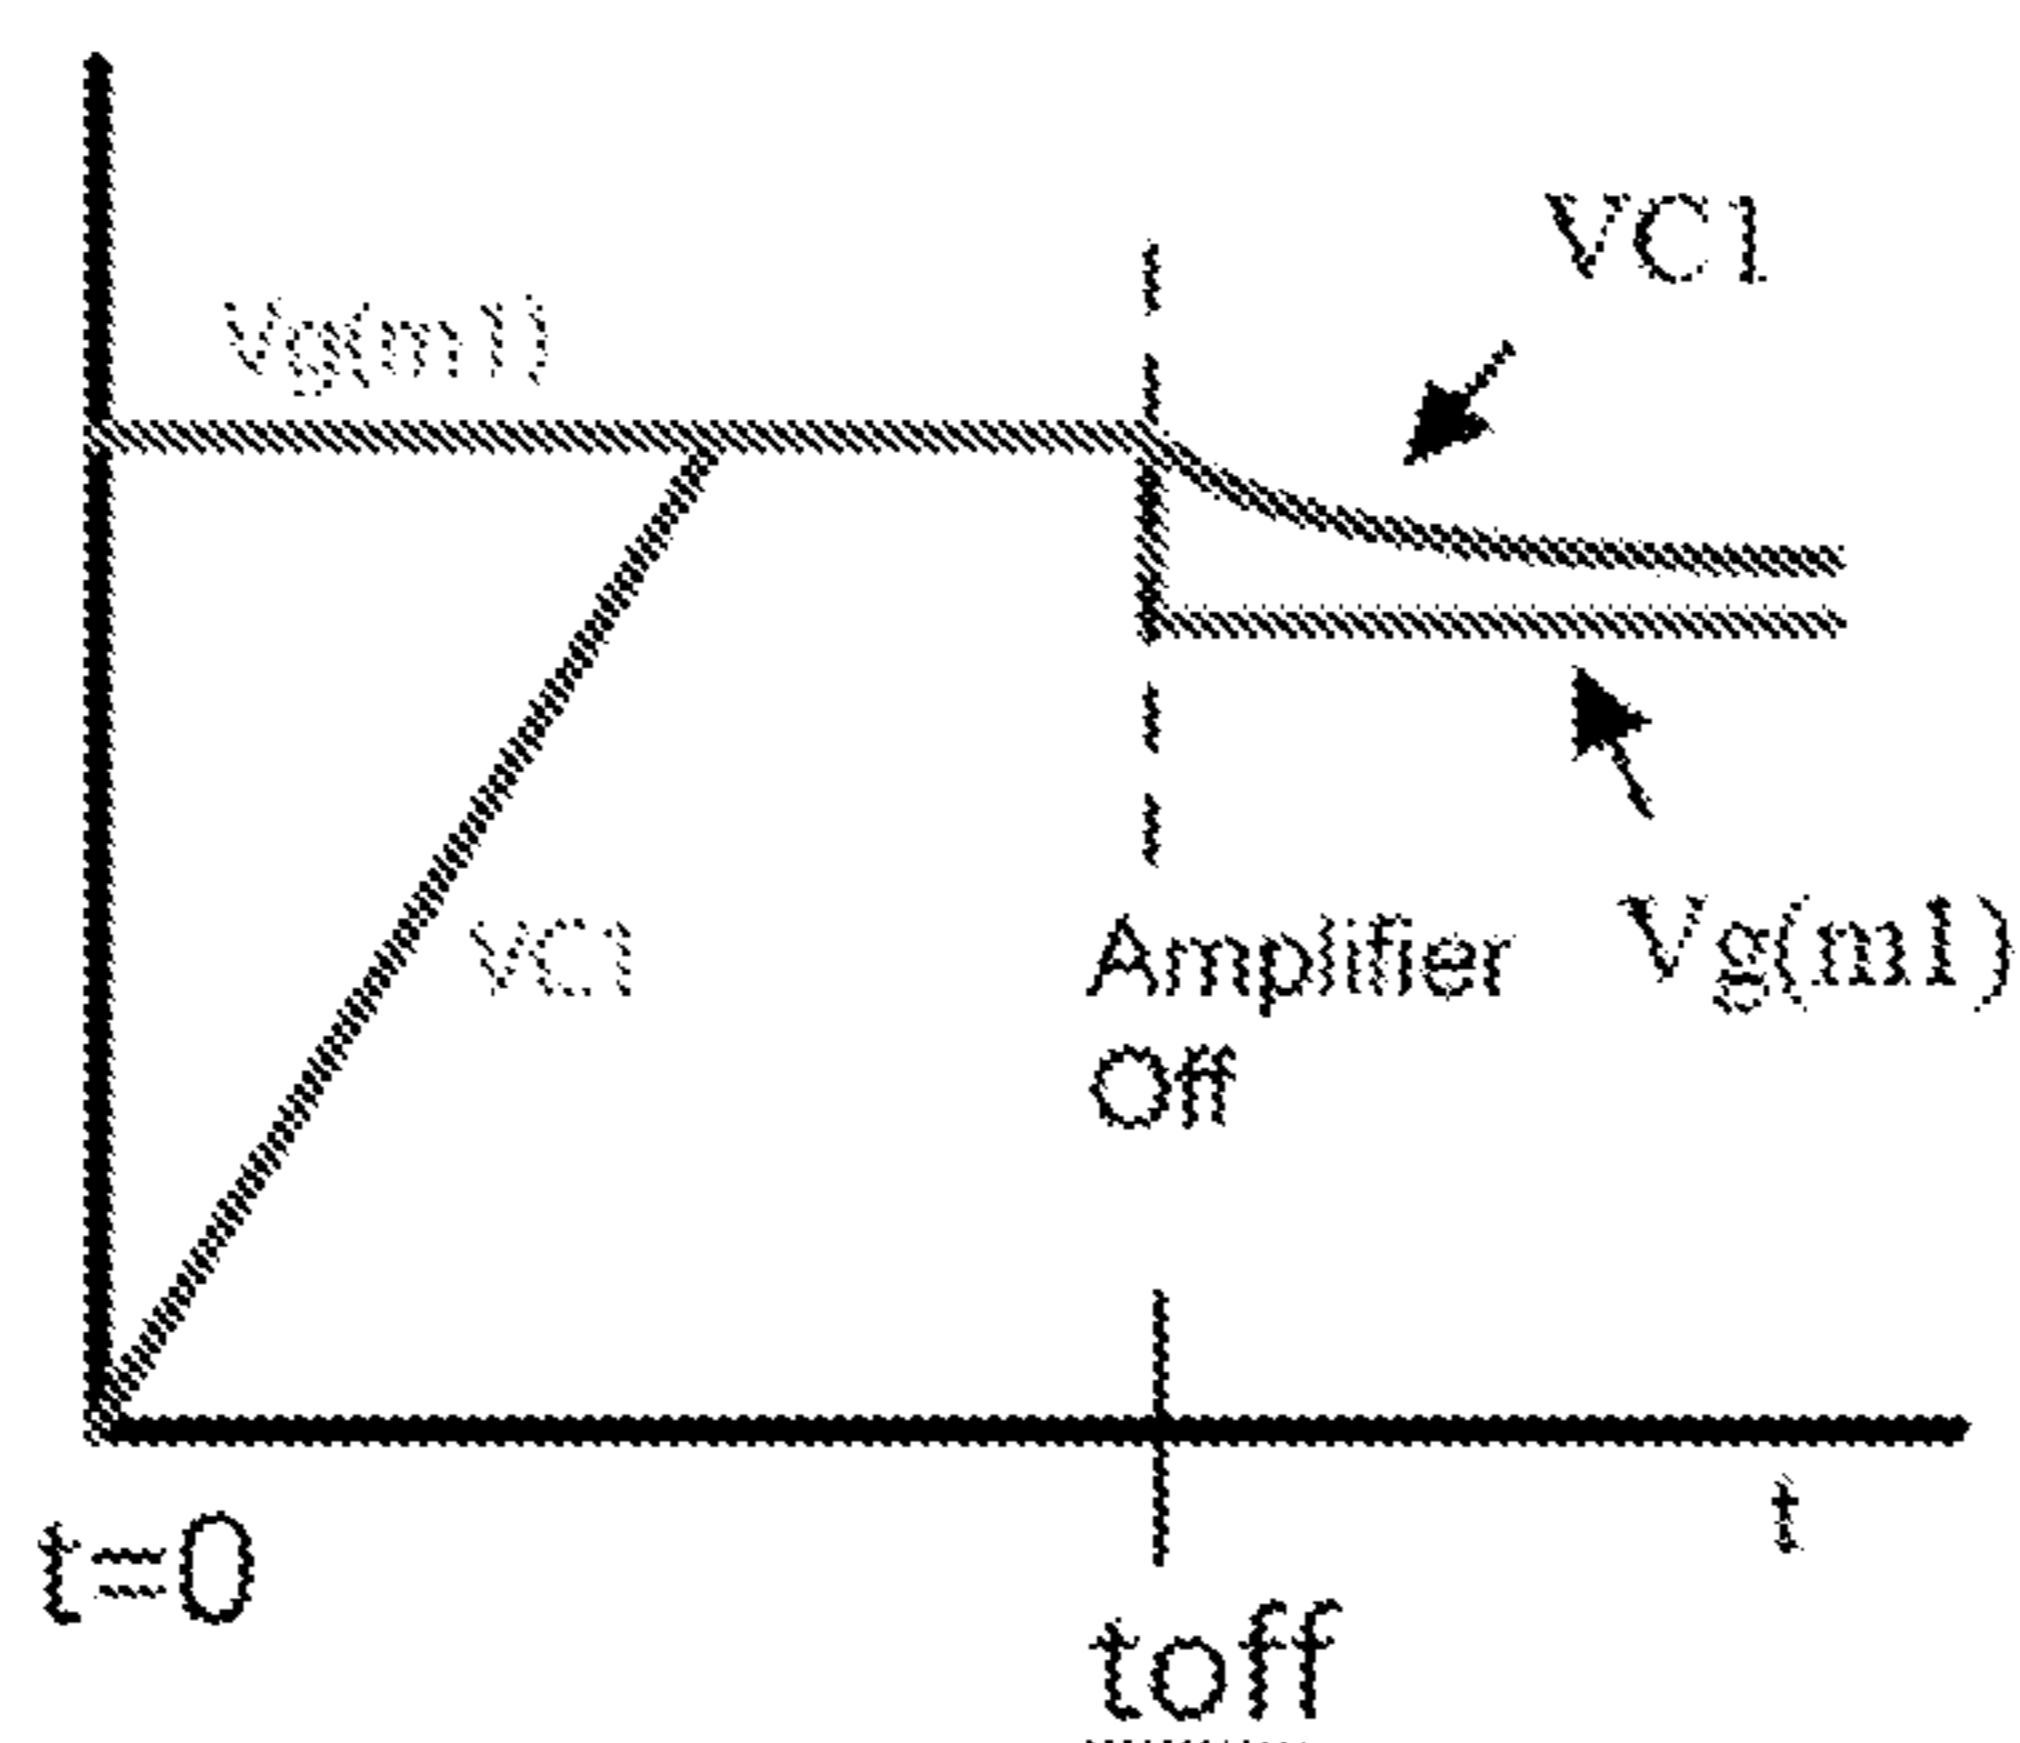 VC1
Vg(m1)
VC1
Amplifier
Off
Vg(m1)
t
t=0
toff